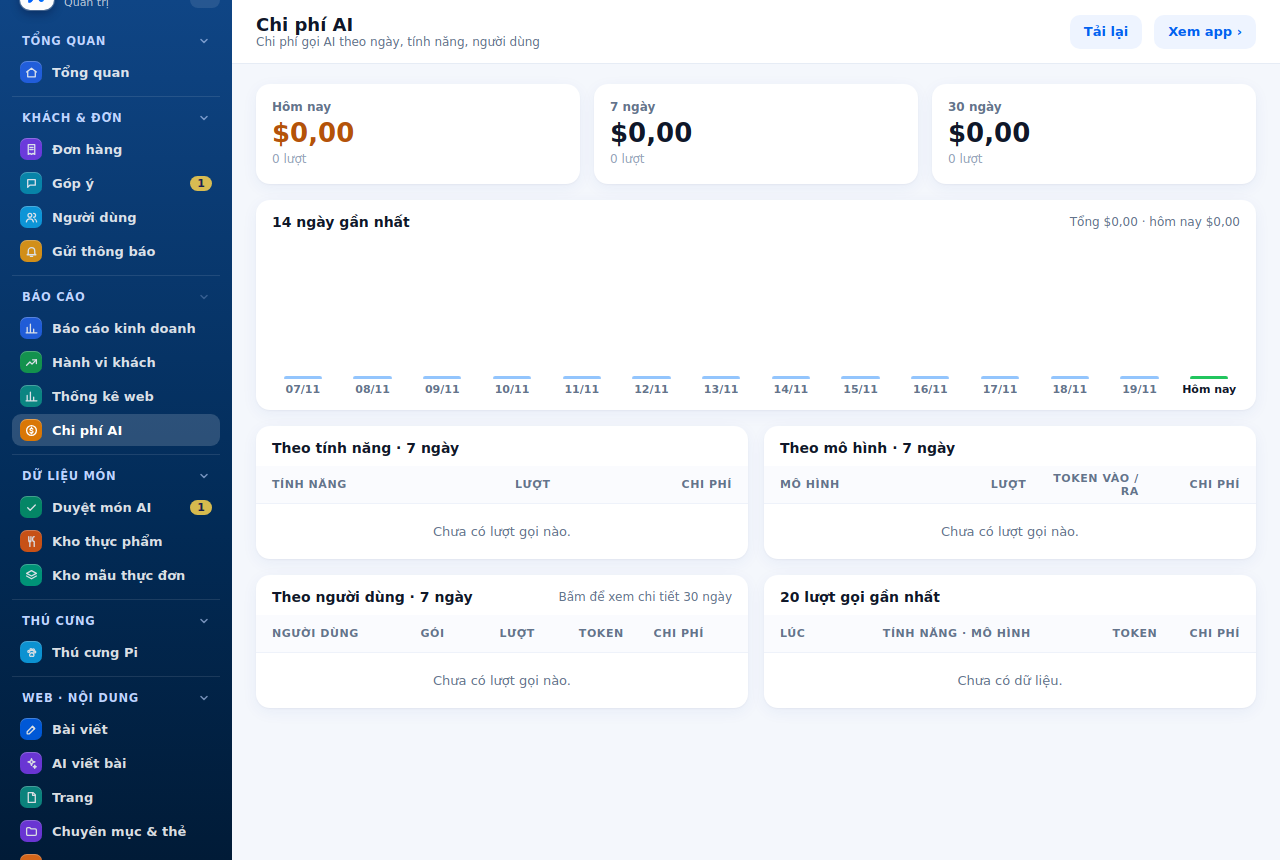 Quản trị
TỔNG QUAN
Tổng quan
KHÁCH & ĐƠN
Đơn hàng
Góp ý 1
Người dùng
Gửi thông báo
BÁO CÁO
Báo cáo kinh doanh
Hành vi khách
Thống kê web
Chi phí AI
DỮ LIỆU MÓN
Duyệt món AI 1
Kho thực phẩm
Kho mẫu thực đơn
THÚ CƯNG
Thú cưng Pi
WEB · NỘI DUNG
Bài viết
AI viết bài
Trang
Chuyên mục & thẻ
Chi phí AI
Chi phí gọi AI theo ngày, tính năng, người dùng
Tải lại
Xem app ›
Hôm nay
$0,00
0 lượt
7 ngày
$0,00
0 lượt
30 ngày
$0,00
0 lượt
14 ngày gần nhất
Tổng $0,00 · hôm nay $0,00
07/11 08/11 09/11 10/11 11/11 12/11 13/11 14/11 15/11 16/11 17/11 18/11 19/11 Hôm nay
Theo tính năng · 7 ngày
TÍNH NĂNG LƯỢT CHI PHÍ
Chưa có lượt gọi nào.
Theo mô hình · 7 ngày
MÔ HÌNH LƯỢT TOKEN VÀO / RA CHI PHÍ
Chưa có lượt gọi nào.
Theo người dùng · 7 ngày
Bấm để xem chi tiết 30 ngày
NGƯỜI DÙNG GÓI LƯỢT TOKEN CHI PHÍ
Chưa có lượt gọi nào.
20 lượt gọi gần nhất
LÚC TÍNH NĂNG · MÔ HÌNH TOKEN CHI PHÍ
Chưa có dữ liệu.